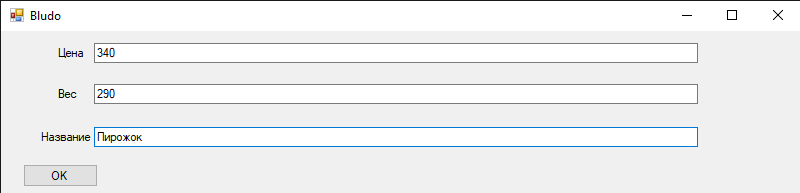 Bludo
Цена 340
Вес 290
Название Пирожок
OK